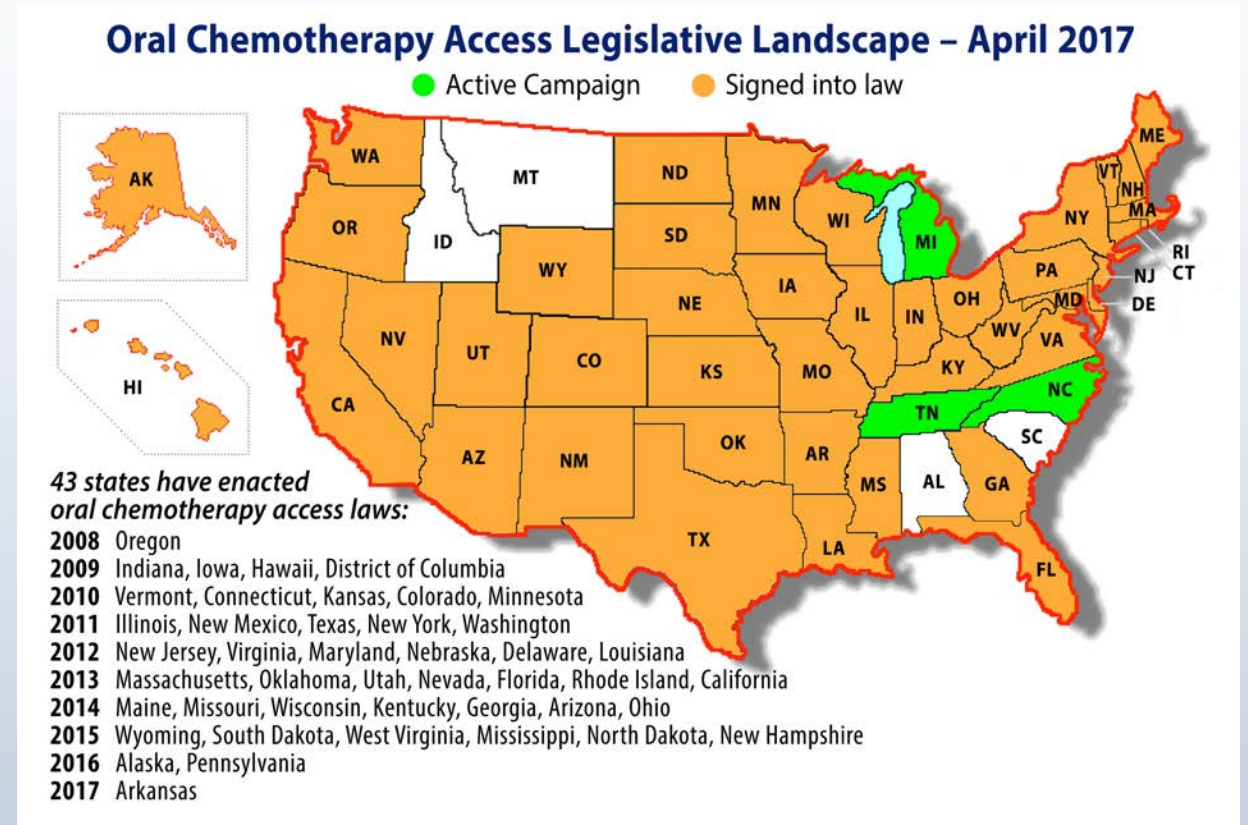 Oral Chemotherapy Access Legislative Landscape – April 2017
Active Campaign
Signed into law
AK
HI
WA
OR
CA
ID
NV
MT
WY
UT
AZ
CO
NM
ND
SD
NE
KS
OK
TX
MN
IA
MO
AR
LA
WI
IL
MS
MI
IN
KY
TN
AL
OH
WV
VA
NC
SC
GA
FL
PA
NY
MD
VT
NH
ME
MA
RI
CT
NJ
DE
43 states have enacted
oral chemotherapy access laws:
2008 Oregon
2009 Indiana, Iowa, Hawaii, District of Columbia
2010 Vermont, Connecticut, Kansas, Colorado, Minnesota
2011 Illinois, New Mexico, Texas, New York, Washington
2012 New Jersey, Virginia, Maryland, Nebraska, Delaware, Louisiana
2013 Massachusetts, Oklahoma, Utah, Nevada, Florida, Rhode Island, California
2014 Maine, Missouri, Wisconsin, Kentucky, Georgia, Arizona, Ohio
2015 Wyoming, South Dakota, West Virginia, Mississippi, North Dakota, New Hampshire
2016 Alaska, Pennsylvania
2017 Arkansas